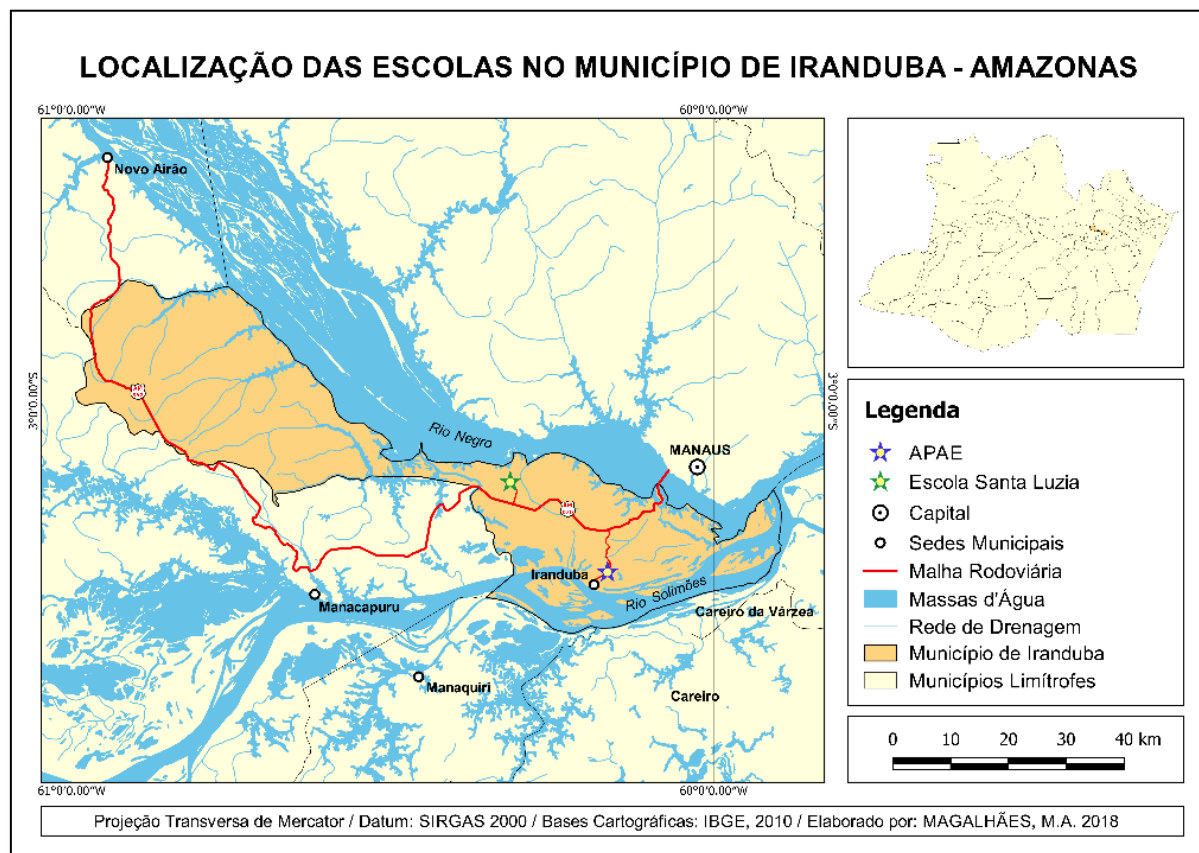 LOCALIZAÇÃO DAS ESCOLAS NO MUNICÍPIO DE IRANDUBA - AMAZONAS
61°0'0.00"W
60°0'0.00"W
3°0'0.00"S
3°0'0.00"S
Novo Airão
Rio Negro
MANAUS
Iranduba
Rio Solimões
Manacapuru
Careiro da Várzea
Manaquiri
Careiro
61°0'0.00"W
60°0'0.00"W
Legenda
APAE
Escola Santa Luzia
Capital
Sedes Municipais
Malha Rodoviária
Massas d'Água
Rede de Drenagem
Município de Iranduba
Municípios Limítrofes
0 10 20 30 40 km
Projeção Transversa de Mercator / Datum: SIRGAS 2000 / Bases Cartográficas: IBGE, 2010 / Elaborado por: MAGALHÃES, M.A. 2018